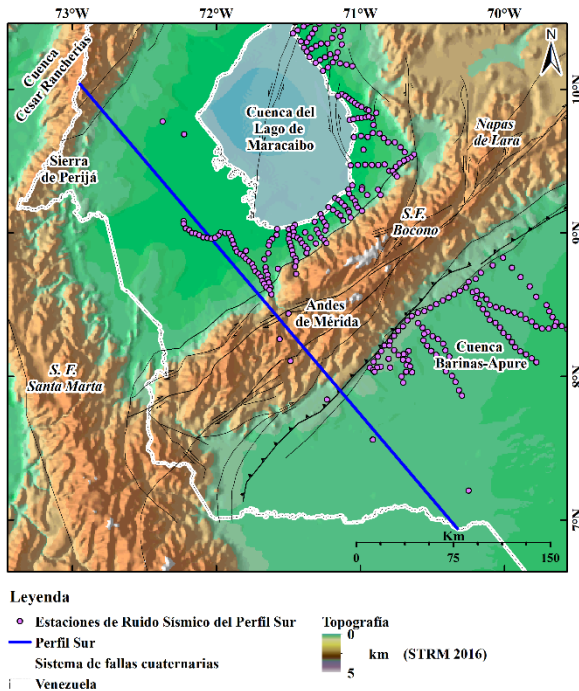 72°W
73°W
71°W
70°W
N
10°N
Cuenca
Cesar Rancherías
Cuenca del
Lago de
Maracaibo
Napas
de Lara
Sierra
de Perijá
9°N
S.F.
Bocono
Andes
de Mérida
Cuenca
Barinas-Apure
S. F.
Santa Marta
8°N
7°N
Km
0 75 150
Leyenda
Estaciones de Ruido Sísmico del Perfil Sur
Perfil Sur
Sistema de fallas cuaternarias
Venezuela
Topografía
0
km (STRM 2016)
5